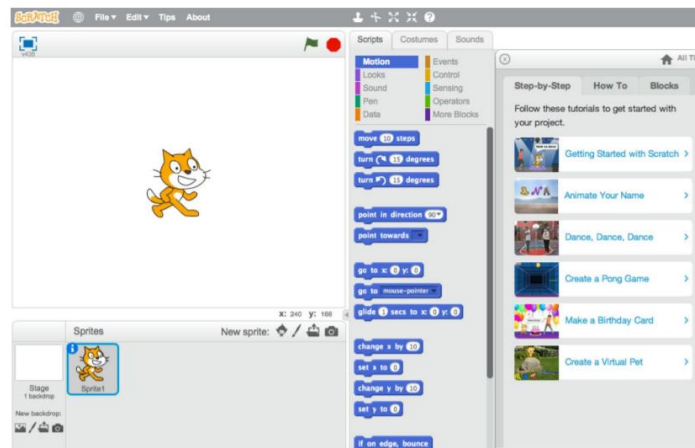 SCRATCH File▾ Edit▾ Tips About
v435
Scripts Costumes Sounds
Motion
Looks
Sound
Pen
Data
Events
Control
Sensing
Operators
More Blocks
move 10 steps
turn ↻ 15 degrees
turn ↺ 15 degrees
point in direction 90▾
point towards
go to x: 0 y: 0
go to mouse-pointer
glide 1 secs to x: 0 y: 0
change x by 10
set x to 0
change y by 10
set y to 0
if on edge, bounce
x: 240 y: 166
Sprites New sprite:
Stage
1 backdrop
New backdrop:
Sprite1
All
Step-by-Step How To Blocks
Follow these tutorials to get started with
your project.
Getting Started with Scratch
Animate Your Name
Dance, Dance, Dance
Create a Pong Game
Make a Birthday Card
Create a Virtual Pet